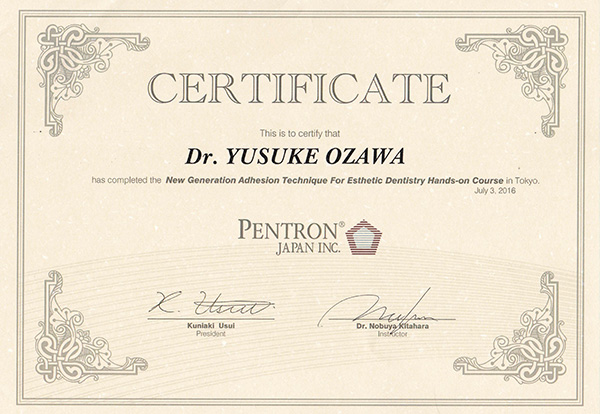 CERTIFICATE
This is to certify that
Dr. YUSUKE OZAWA
has completed the New Generation Adhesion Technique For Esthetic Dentistry Hands-on Course in Tokyo.
July 3, 2016
PENTRON®
JAPAN INC.
K. Usui
Kuniaki Usui
President
Dr. Nobuya Kitahara
Instructor